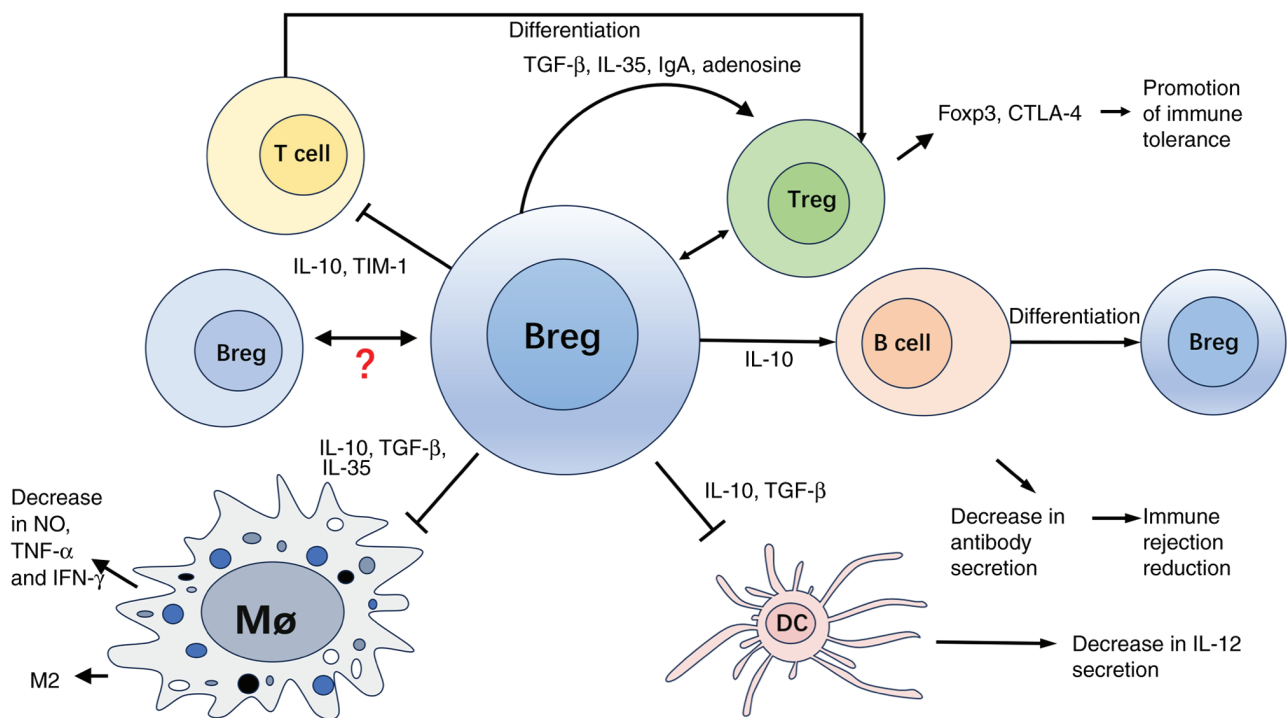 Differentiation
TGF-β, IL-35, IgA, adenosine
T cell
Treg
Foxp3, CTLA-4
Promotion
of immune
tolerance
IL-10, TIM-1
Breg
?
Breg
IL-10
B cell
Differentiation
Breg
IL-10, TGF-β,
IL-35
IL-10, TGF-β
Decrease
in NO,
TNF-α
and IFN-γ
Mø
M2
DC
Decrease in
antibody
secretion
Immune
rejection
reduction
Decrease in IL-12
secretion